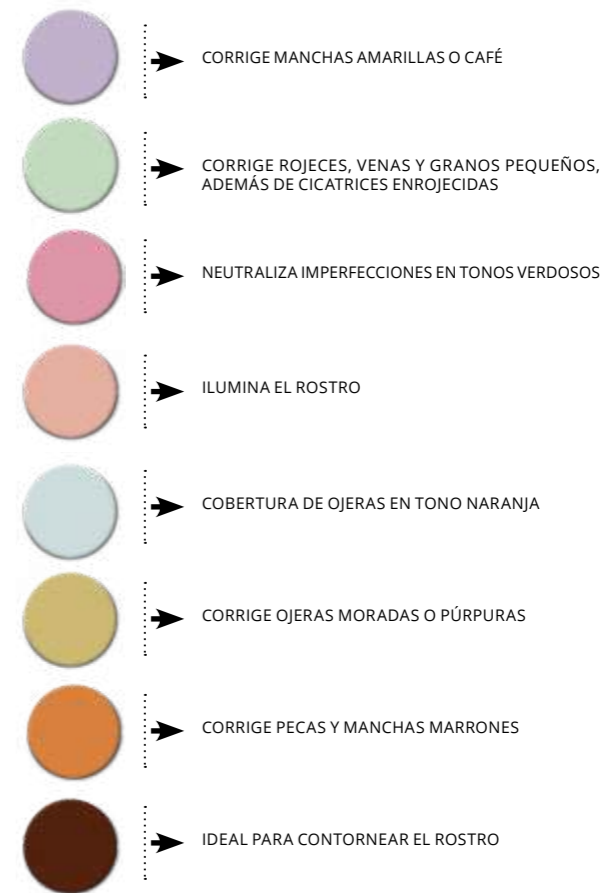 CORRIGE MANCHAS AMARILLAS O CAFÉ
CORRIGE ROJECES, VENAS Y GRANOS PEQUEÑOS,
ADEMÁS DE CICATRICES ENROJECIDAS
NEUTRALIZA IMPERFECCIONES EN TONOS VERDOSOS
ILUMINA EL ROSTRO
COBERTURA DE OJERAS EN TONO NARANJA
CORRIGE OJERAS MORADAS O PÚRPURAS
CORRIGE PECAS Y MANCHAS MARRONES
IDEAL PARA CONTORNEAR EL ROSTRO